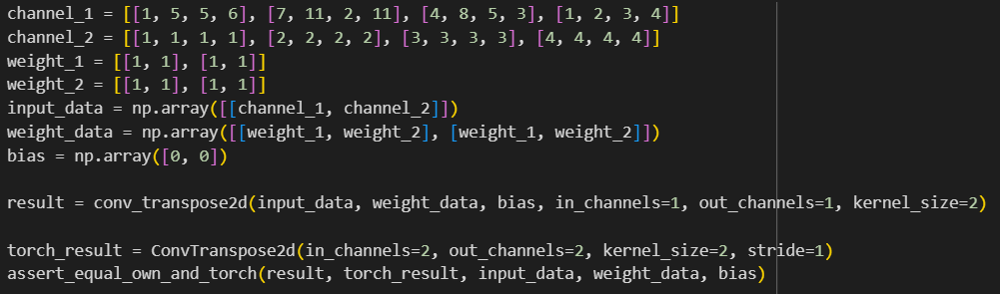 channel_1 = [[1, 5, 5, 6], [7, 11, 2, 11], [4, 8, 5, 3], [1, 2, 3, 4]]
channel_2 = [[1, 1, 1, 1], [2, 2, 2, 2], [3, 3, 3, 3], [4, 4, 4, 4]]
weight_1 = [[1, 1], [1, 1]]
weight_2 = [[1, 1], [1, 1]]
input_data = np.array([[channel_1, channel_2]])
weight_data = np.array([[weight_1, weight_2], [weight_1, weight_2]])
bias = np.array([0, 0])
result = conv_transpose2d(input_data, weight_data, bias, in_channels=1, out_channels=1, kernel_size=2)
torch_result = ConvTranspose2d(in_channels=2, out_channels=2, kernel_size=2, stride=1)
assert_equal_own_and_torch(result, torch_result, input_data, weight_data, bias)